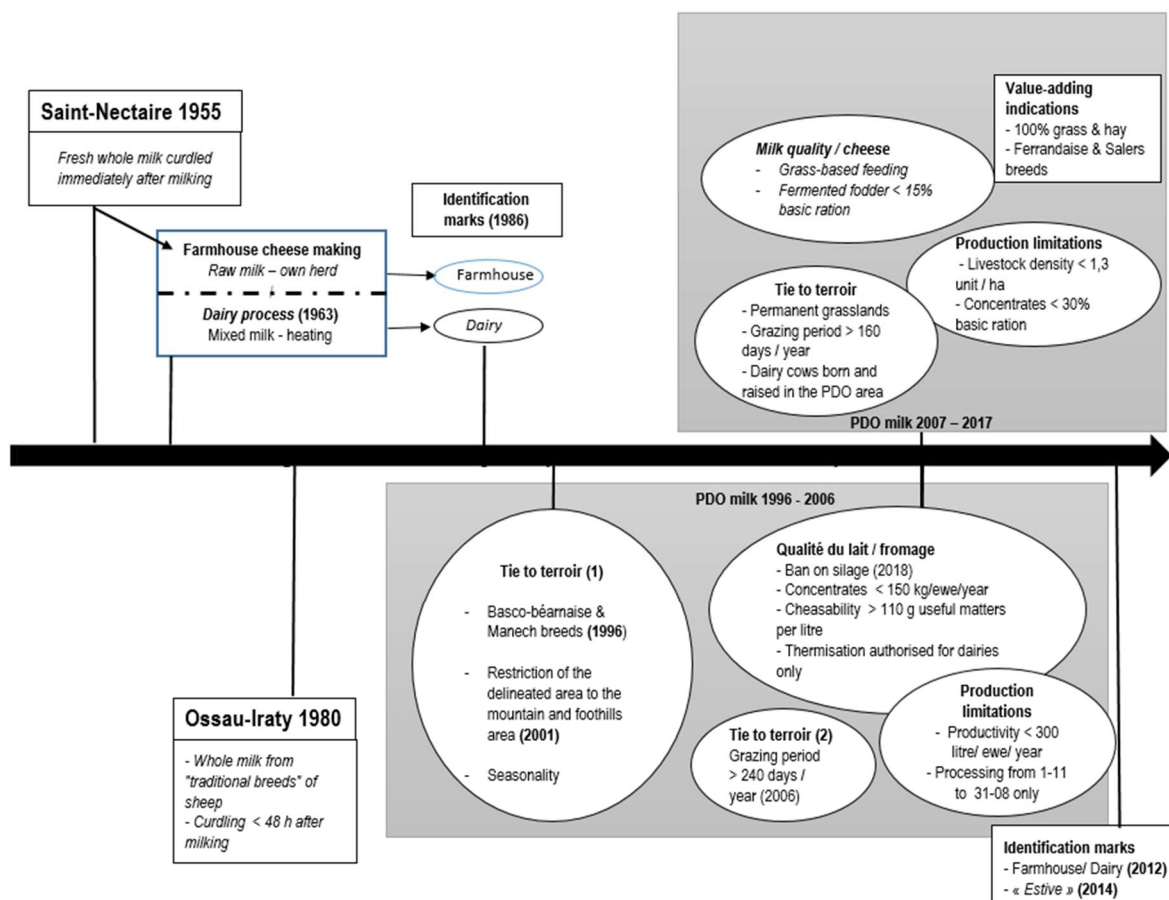 Saint-Nectaire 1955
Fresh whole milk curdled
immediately after milking
Farmhouse cheese making
Raw milk – own herd
Dairy process (1963)
Mixed milk - heating
Identification
marks (1986)
Farmhouse
Dairy
Value-adding
indications
- 100% grass & hay
- Ferrandaise & Salers
breeds
Milk quality / cheese
- Grass-based feeding
- Fermented fodder < 15%
basic ration
Production limitations
- Livestock density < 1,3
unit / ha
- Concentrates < 30%
basic ration
Tie to terroir
- Permanent grasslands
- Grazing period > 160
days / year
- Dairy cows born and
raised in the PDO area
PDO milk 2007 – 2017
PDO milk 1996 - 2006
Ossau-Iraty 1980
- Whole milk from
"traditional breeds" of
sheep
- Curdling < 48 h after
milking
Tie to terroir (1)
- Basco-béarnaise &
Manech breeds (1996)
- Restriction of the
delineated area to the
mountain and foothills
area (2001)
- Seasonality
Qualité du lait / fromage
- Ban on silage (2018)
- Concentrates < 150 kg/ewe/year
- Cheasability > 110 g useful matters
per litre
- Thermisation authorised for dairies
only
Tie to terroir (2)
Grazing period
> 240 days /
year (2006)
Production
limitations
- Productivity < 300
litre/ ewe/ year
- Processing from 1-11
to 31-08 only
Identification marks
- Farmhouse/ Dairy (2012)
- « Estive » (2014)